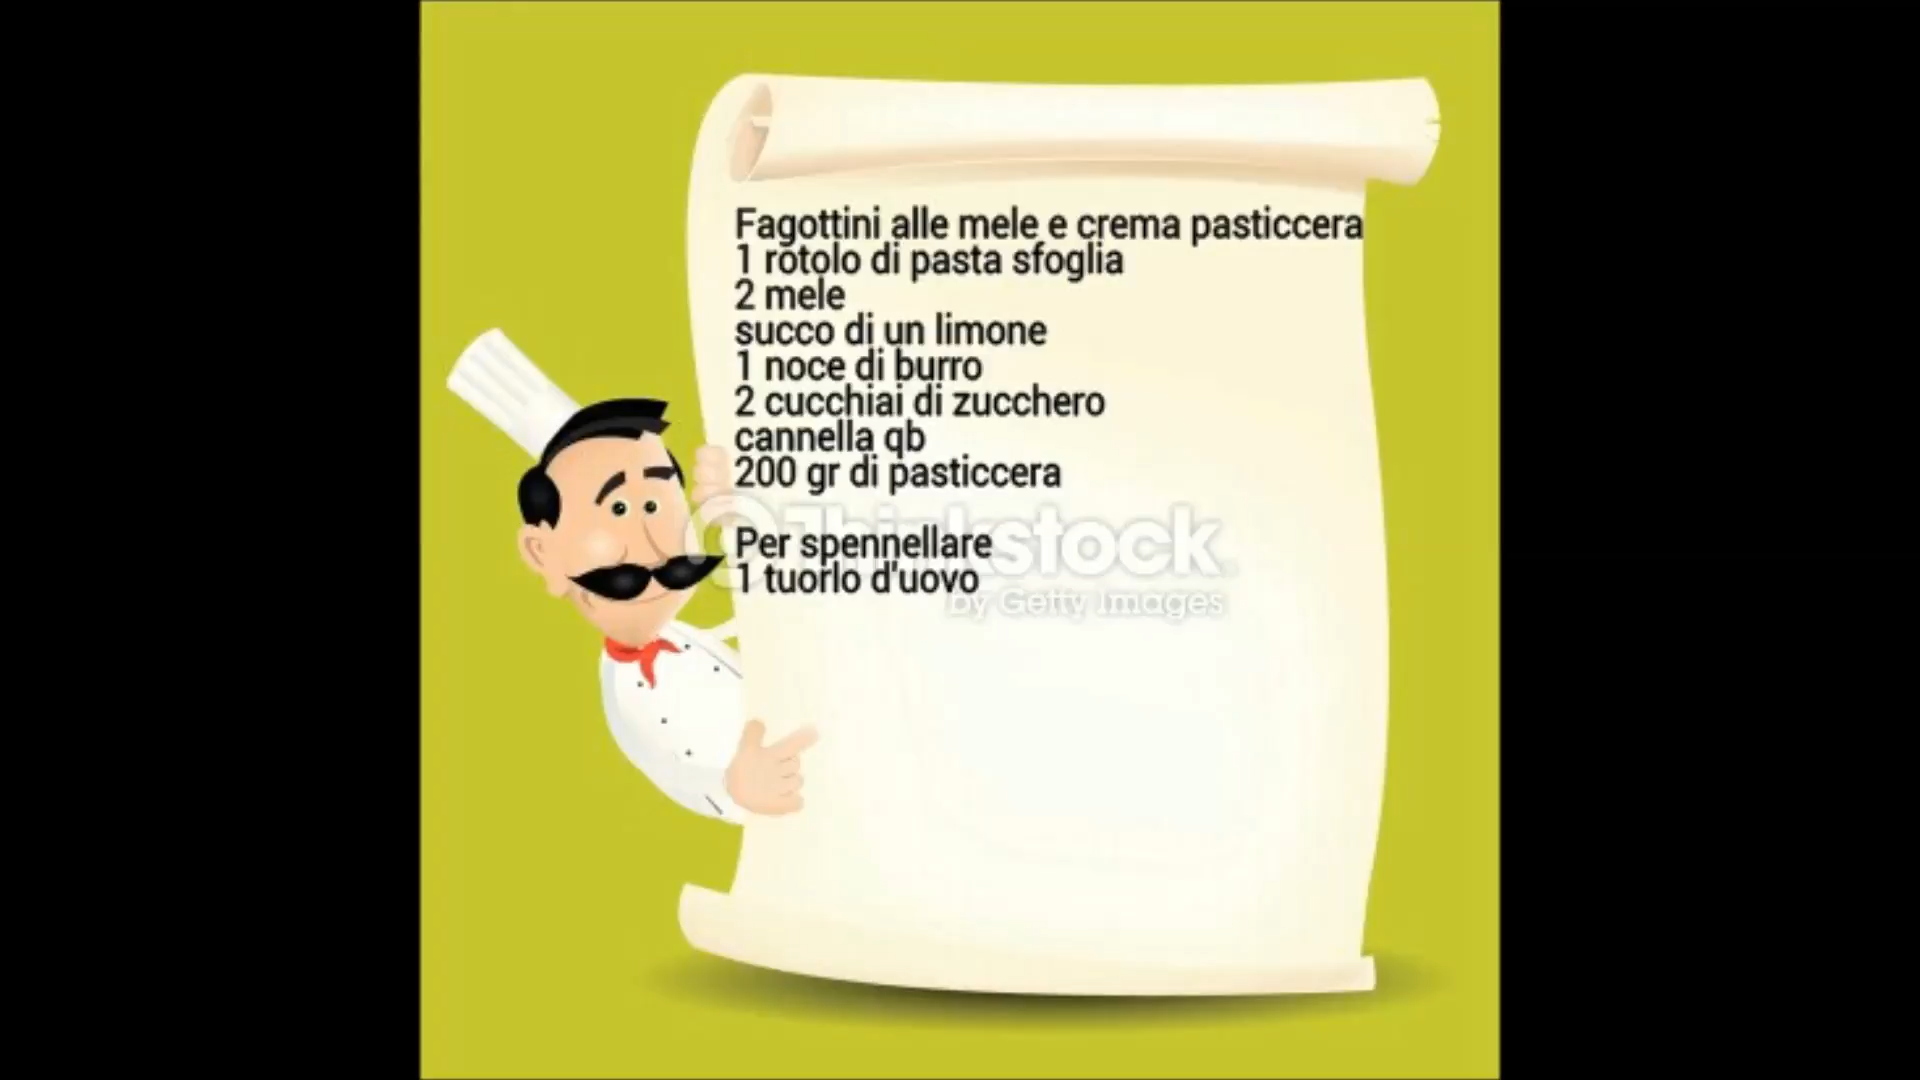 Fagottini alle mele e crema pasticcera
1 rotolo di pasta sfoglia
2 mele
succo di un limone
1 noce di burro
2 cucchiai di zucchero
cannella qb
200 gr di pasticcera
Per spennellare
1 tuorlo d'uovo
Thinkstock
by Getty Images